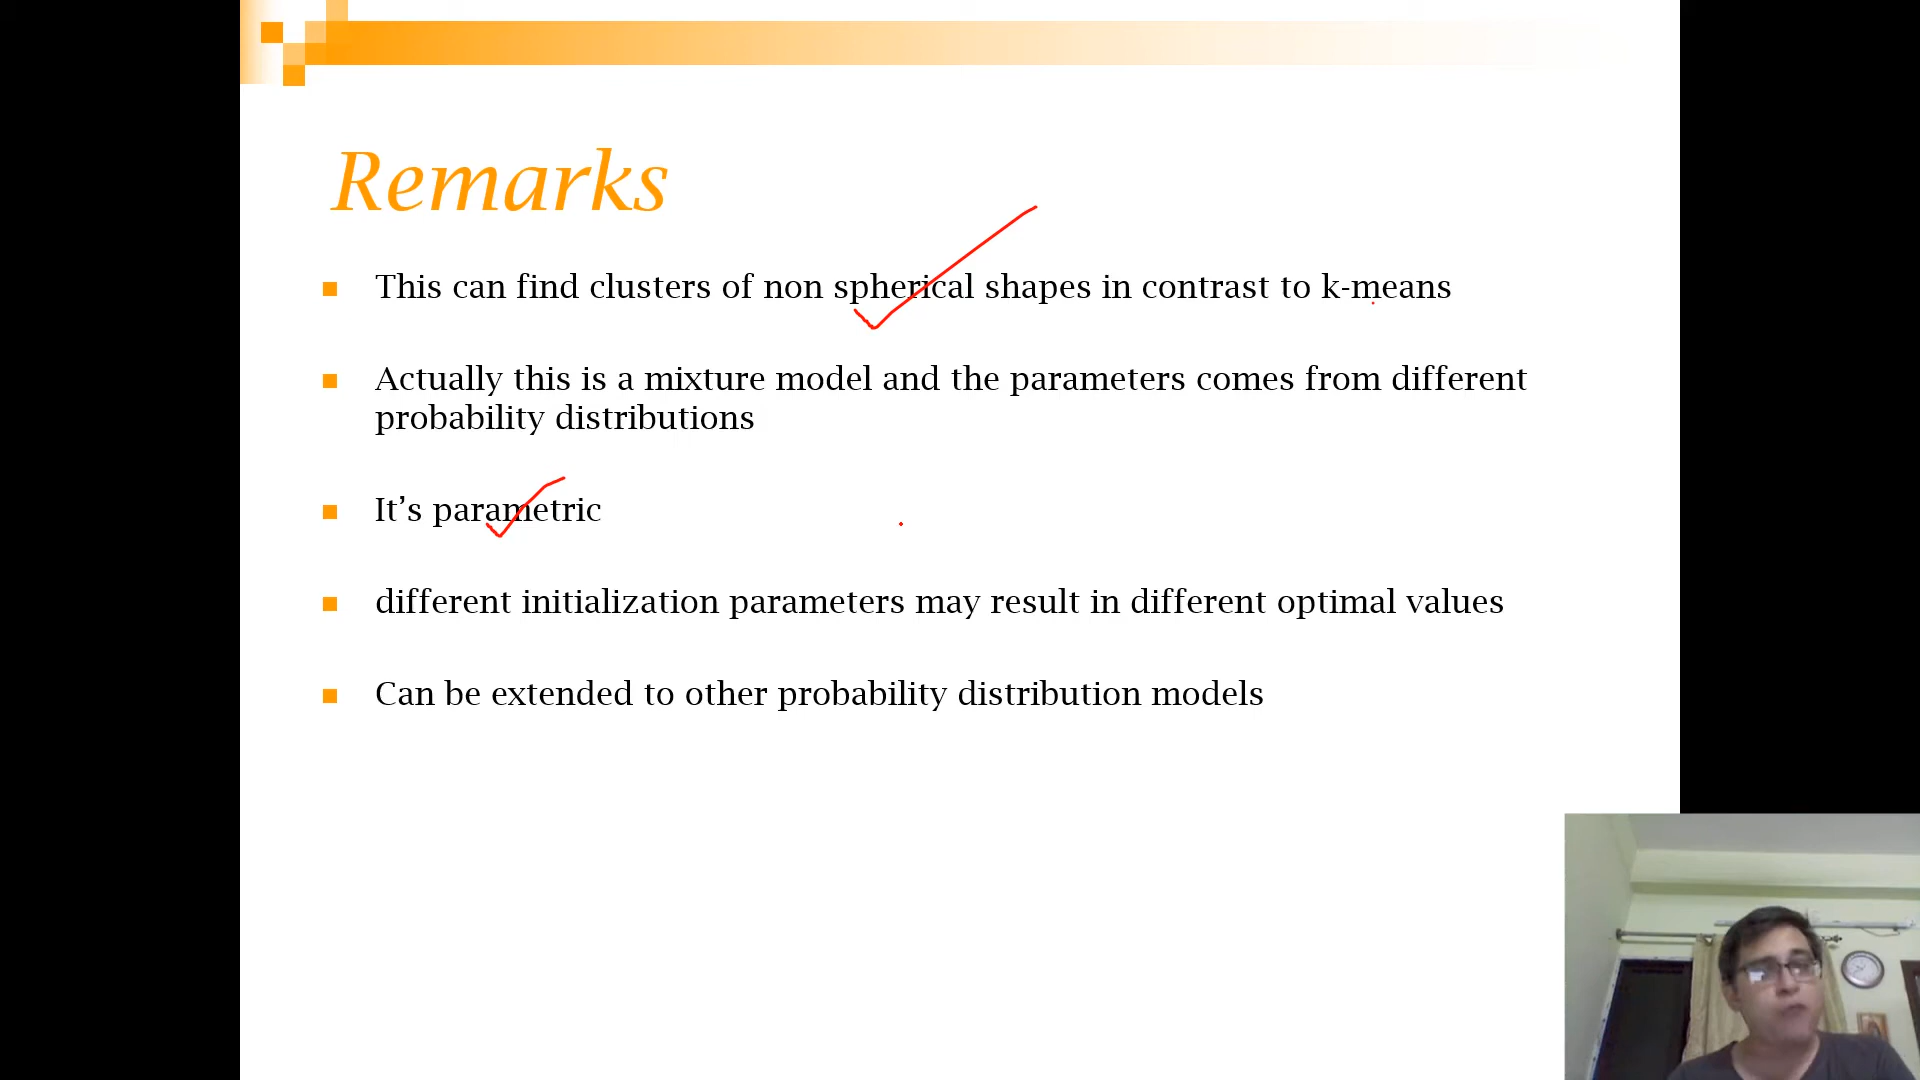 Remarks
This can find clusters of non spherical shapes in contrast to k-means
Actually this is a mixture model and the parameters comes from different
probability distributions
It’s parametric
different initialization parameters may result in different optimal values
Can be extended to other probability distribution models